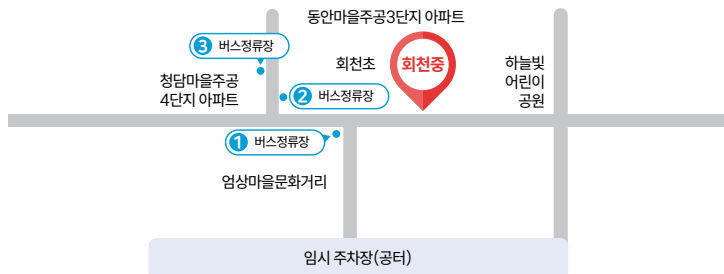 동안마을주공3단지 아파트
3 버스정류장
회천초
회천중
하늘빛
어린이
공원
청담마을주공
4단지 아파트
2 버스정류장
1 버스정류장
엄상마을문화거리
임시 주차장(공터)